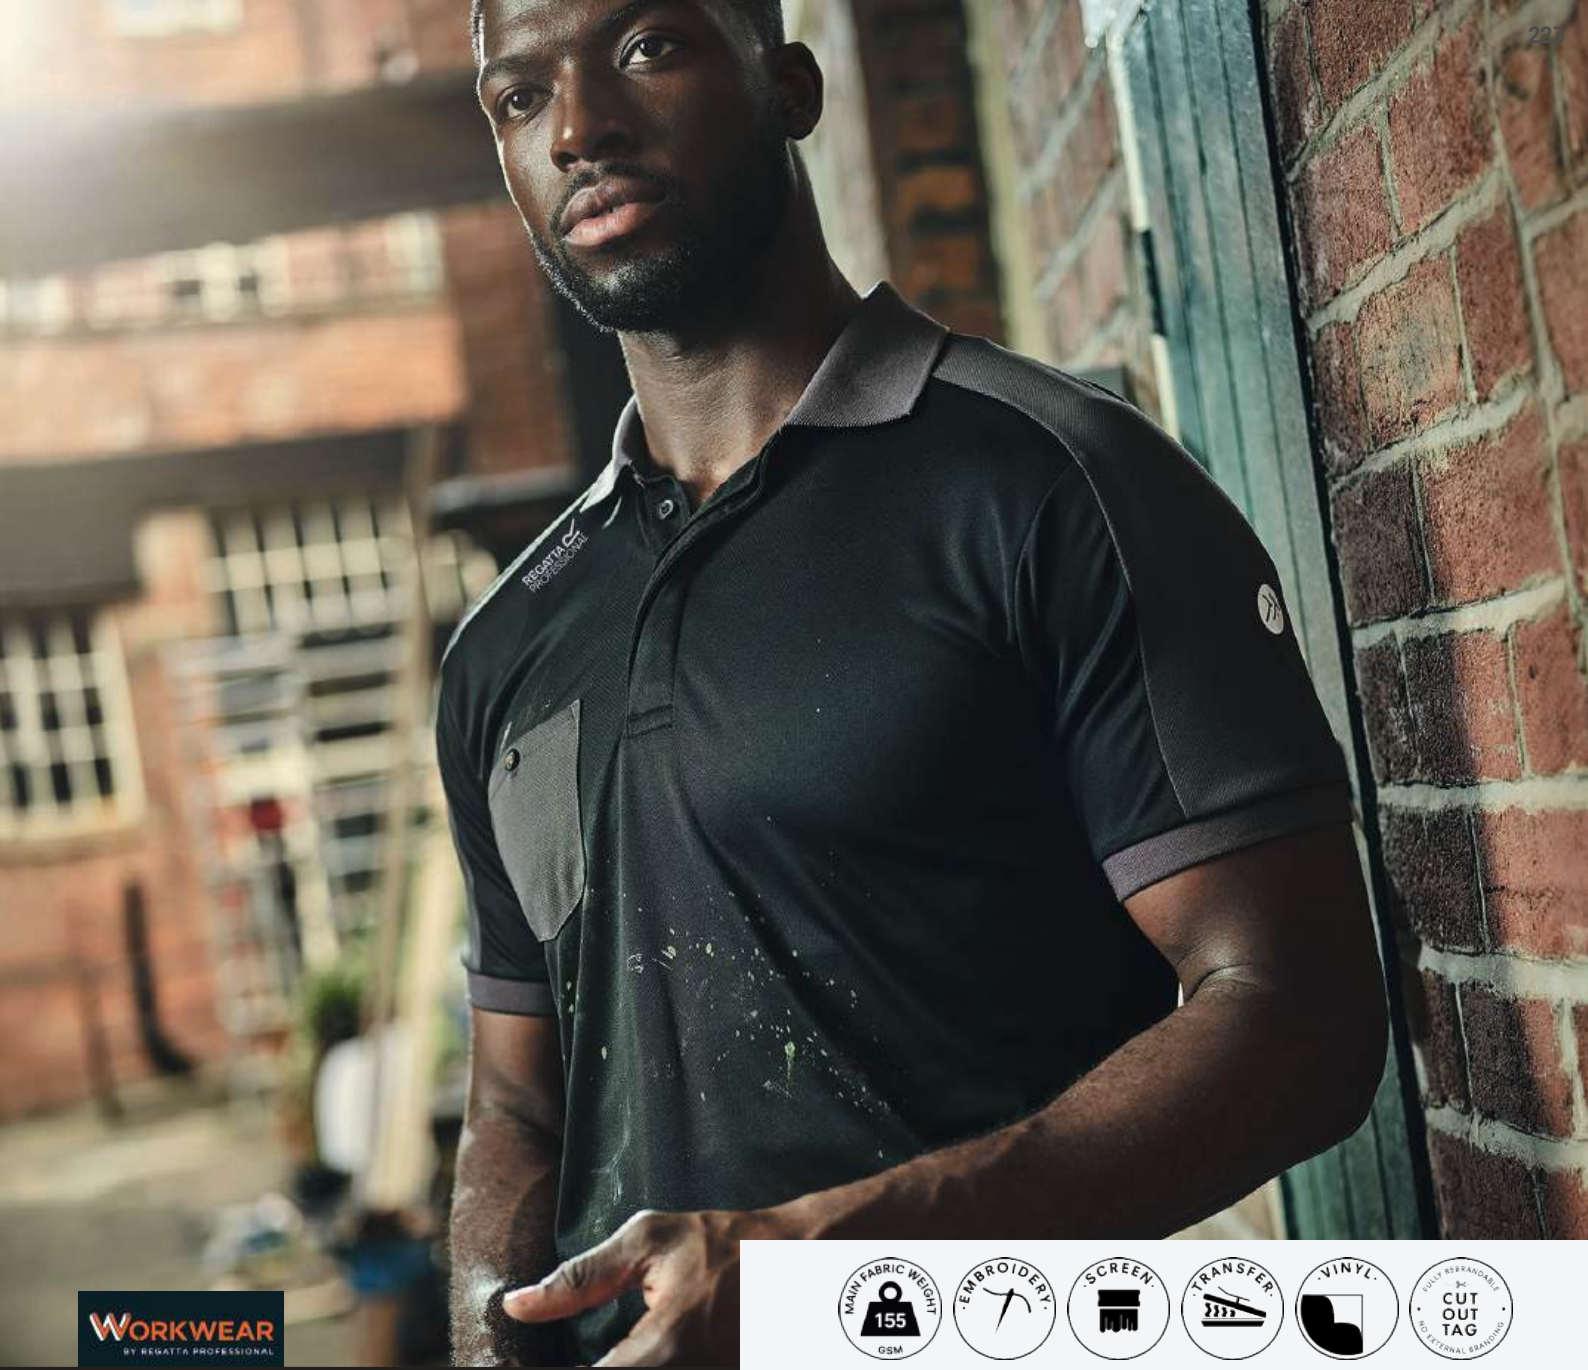 227
REGATTA
PROFESSIONAL
WORKWEAR
BY REGATTA PROFESSIONAL
MAIN FABRIC WEIGHT
155
GSM
·EMBROIDERY·
·SCREEN·
·TRANSFER·
·VINYL·
· FULLY REBRANDABLE ·
CUT
OUT
TAG
NO EXTERNAL BRANDING